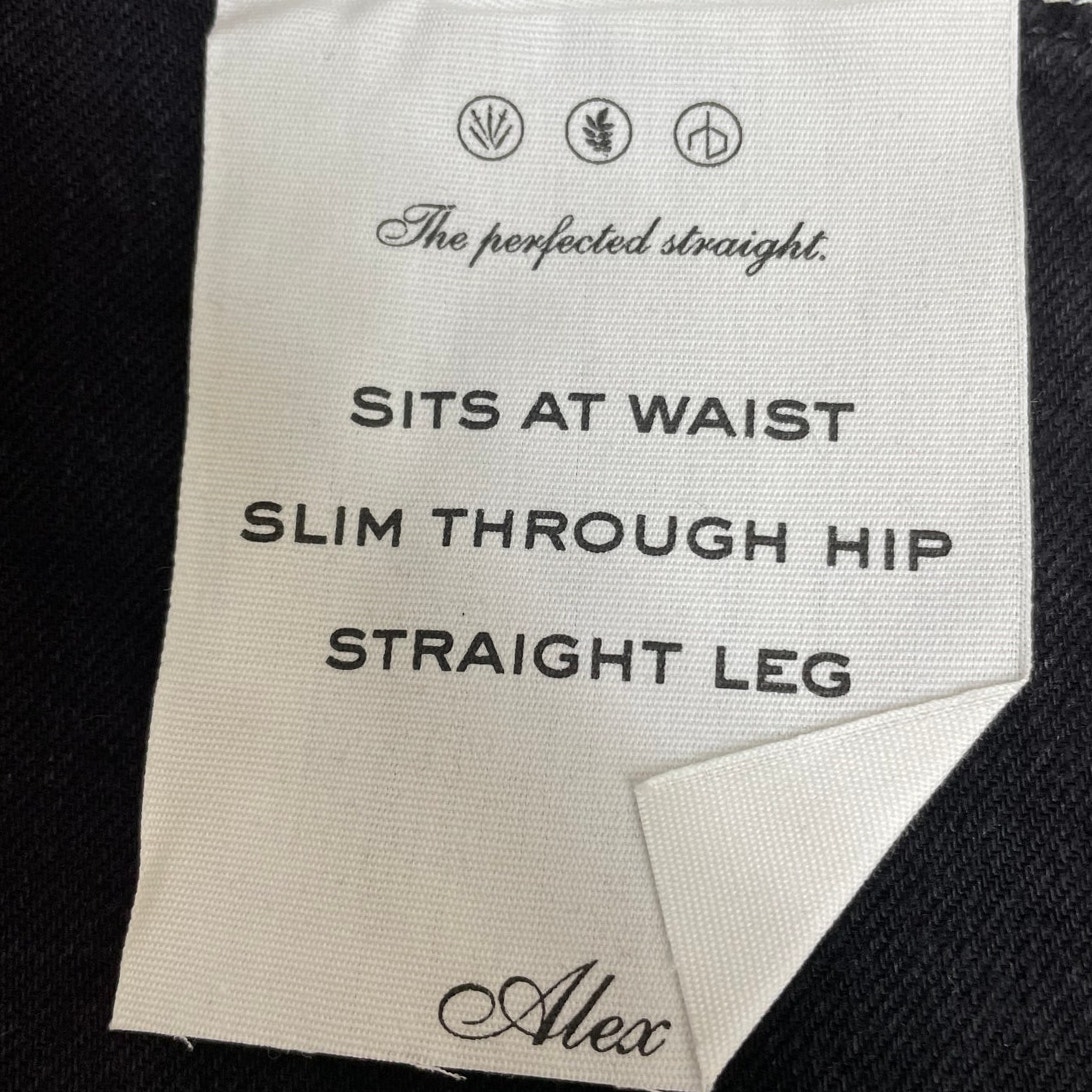 The perfected straight.
SITS AT WAIST
SLIM THROUGH HIP
STRAIGHT LEG
Alex